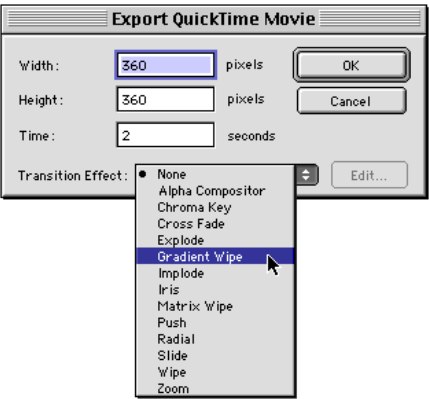 Export QuickTime Movie
Width: 360 pixels OK
Height: 360 pixels Cancel
Time: 2 seconds
Transition Effect: None Edit...
Alpha Compositor
Chroma Key
Cross Fade
Explode
Gradient Wipe
Implode
Iris
Matrix Wipe
Push
Radial
Slide
Wipe
Zoom